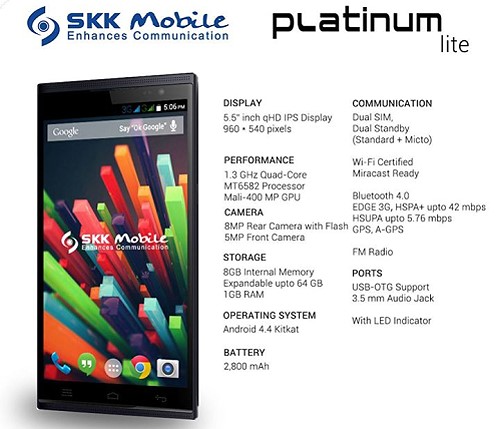 SKK Mobile
Enhances Communication
platinum
lite
3G G 5:06 PM
Google Say "Ok Google"
SKK Mobile
Enhances Communication
DISPLAY
5.5" inch qHD IPS Display
960 • 540 pixels
PERFORMANCE
1.3 GHz Quad-Core
MT6582 Processor
Mali-400 MP GPU
CAMERA
8MP Rear Camera with Flash
5MP Front Camera
STORAGE
8GB Internal Memory
Expandable upto 64 GB
1GB RAM
OPERATING SYSTEM
Android 4.4 Kitkat
BATTERY
2,800 mAh
COMMUNICATION
Dual SIM,
Dual Standby
(Standard + Micto)
Wi-Fi Certified
Miracast Ready
Bluetooth 4.0
EDGE 3G, HSPA+ upto 42 mbps
HSUPA upto 5.76 mbps
GPS, A-GPS
FM Radio
PORTS
USB-OTG Support
3.5 mm Audio Jack
With LED Indicator